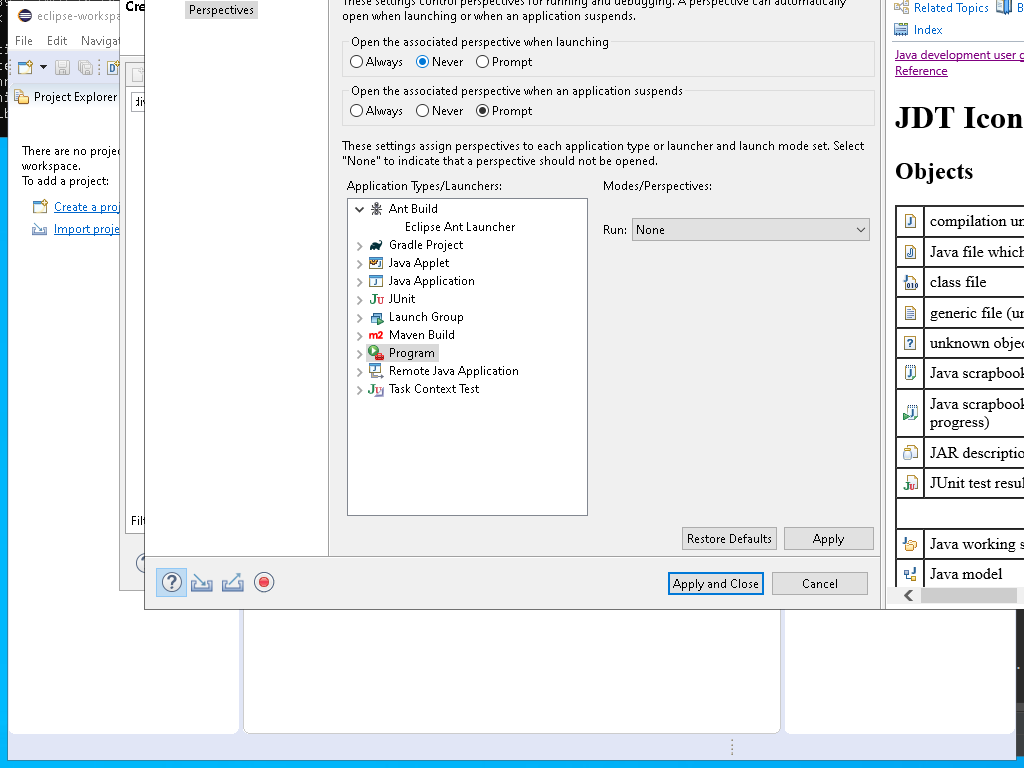 eclipse-workspa
File Edit Navigat
Project Explorer
There are no projec
workspace.
To add a project:
Create a proj
Import proje
Cre
Filt
Perspectives
These settings control perspectives for running and debugging. A perspective can automatically
open when launching or when an application suspends.
Open the associated perspective when launching
Always Never Prompt
Open the associated perspective when an application suspends
Always Never Prompt
These settings assign perspectives to each application type or launcher and launch mode set. Select
"None" to indicate that a perspective should not be opened.
Application Types/Launchers:
Ant Build
Eclipse Ant Launcher
Gradle Project
Java Applet
Java Application
JUnit
Launch Group
Maven Build
Program
Remote Java Application
Task Context Test
Modes/Perspectives:
Run: None
Restore Defaults Apply
Apply and Close Cancel
Related Topics B
Index
Java development user g
Reference
JDT Icon
Objects
compilation un
Java file which
class file
generic file (un
unknown objec
Java scrapbook
Java scrapbook
progress)
JAR descriptio
JUnit test resul
Java working s
Java model